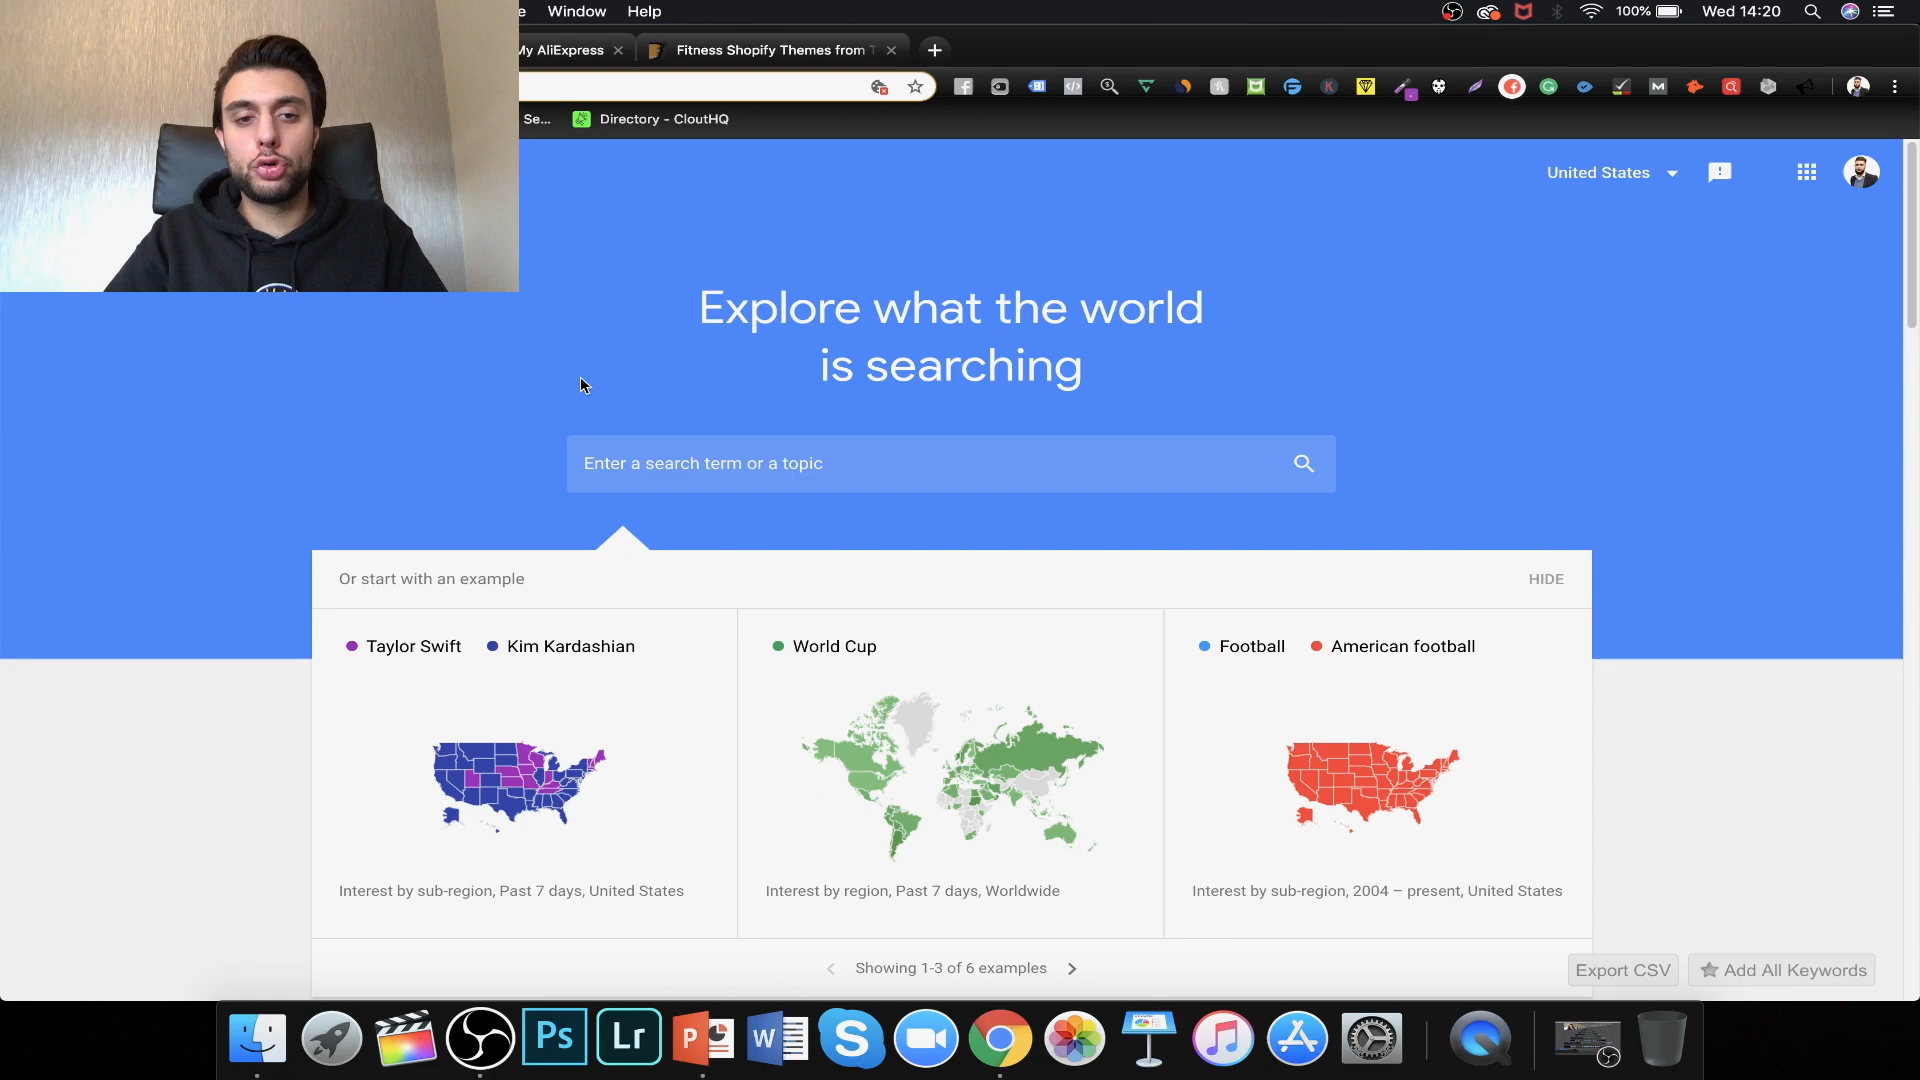 Window Help
100% Wed 14:20
My AliExpress
Fitness Shopify Themes from T
Se...
Directory - CloutHQ
United States
Explore what the world
is searching
Enter a search term or a topic
Or start with an example
HIDE
Taylor Swift Kim Kardashian
World Cup
Football American football
Interest by sub-region, Past 7 days, United States
Interest by region, Past 7 days, Worldwide
Interest by sub-region, 2004 – present, United States
Showing 1-3 of 6 examples
Export CSV
Add All Keywords
Ps
Lr
P
W
S